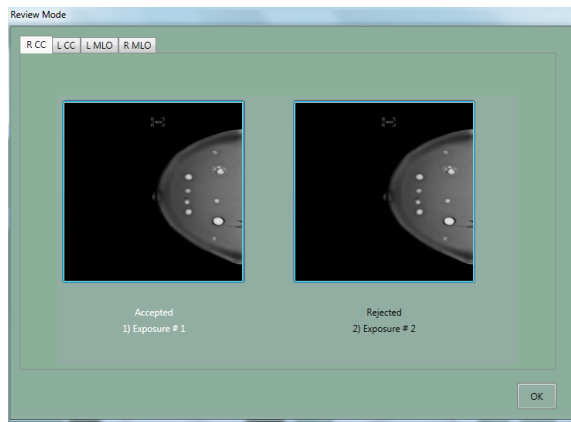 Review Mode
R CC L CC L MLO R MLO
Accepted
1) Exposure # 1
Rejected
2) Exposure # 2
OK